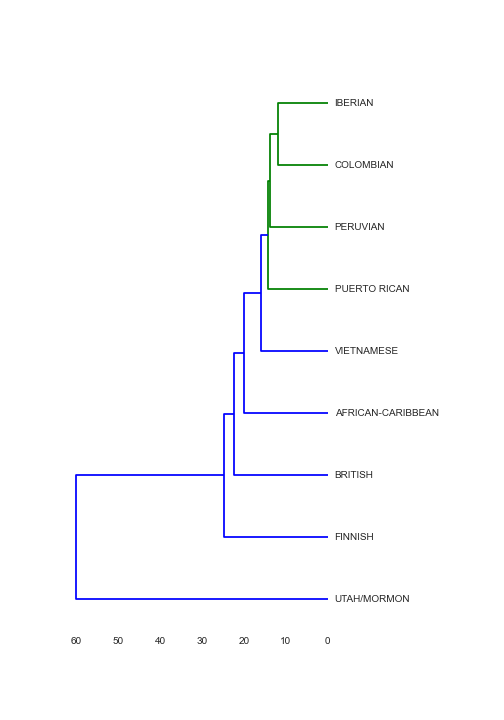 IBERIAN
COLOMBIAN
PERUVIAN
PUERTO RICAN
VIETNAMESE
AFRICAN-CARIBBEAN
BRITISH
FINNISH
UTAH/MORMON
60 50 40 30 20 10 0